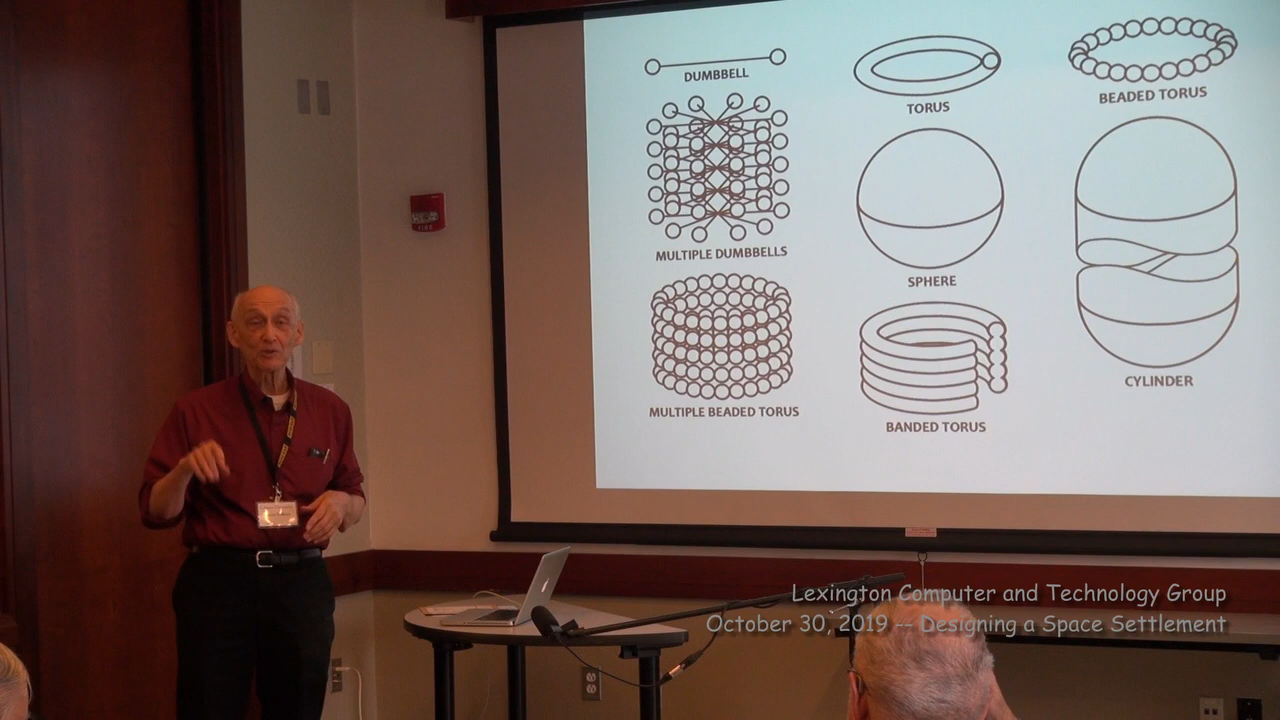 DUMBBELL
TORUS
BEADED TORUS
MULTIPLE DUMBBELLS
SPHERE
CYLINDER
MULTIPLE BEADED TORUS
BANDED TORUS
FIRE
Lexington Computer and Technology Group
October 30, 2019 -- Designing a Space Settlement